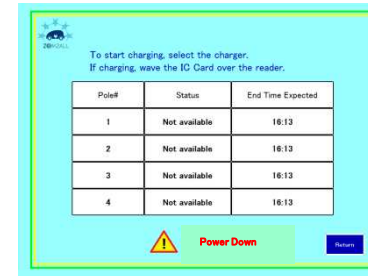 To start charging, select the charger.
If charging, wave the IC Card over the reader.
Pole# Status End Time Expected
1 Not available 16:13
2 Not available 16:13
3 Not available 16:13
4 Not available 16:13
Power Down
Return